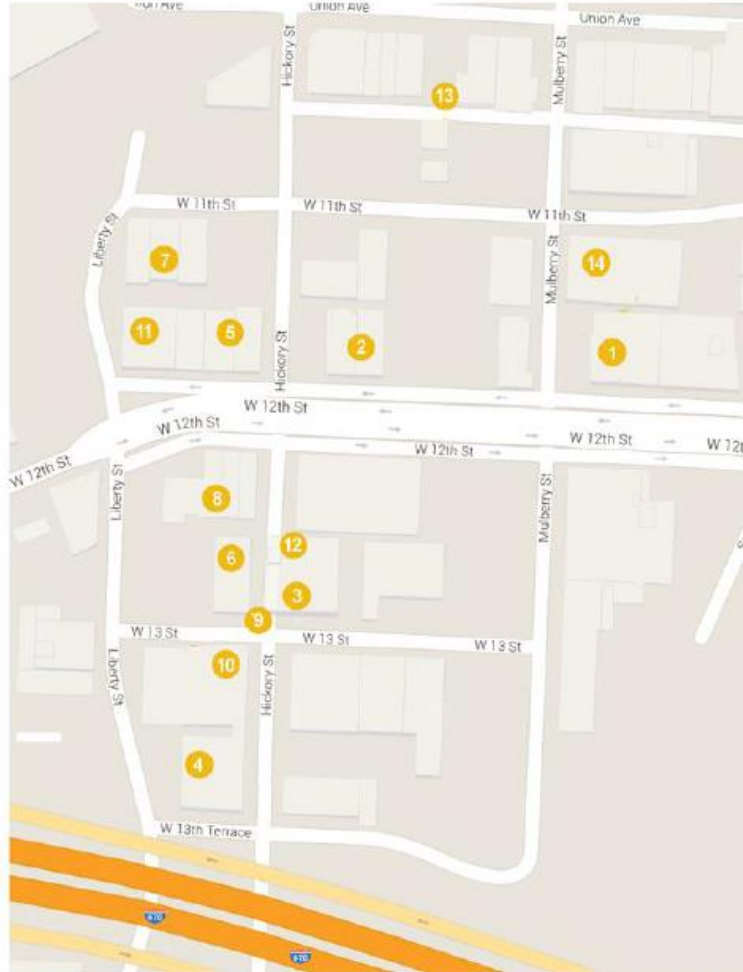 Union Ave
Union Ave
Hickory St
Mulberry St
13
W 11th St
W 11th St
W 11th St
Liberty St
7
14
Mulberry St
11
5
2
1
Hickory St
W 12th St
W 12th St
W 12th St
W 12th St
W 12th St
Liberty St
8
Mulberry St
12
6
3
9
W 13 St
W 13 St
W 13 St
10
Liberty St
Hickory St
4
W 13th Terrace
670
670